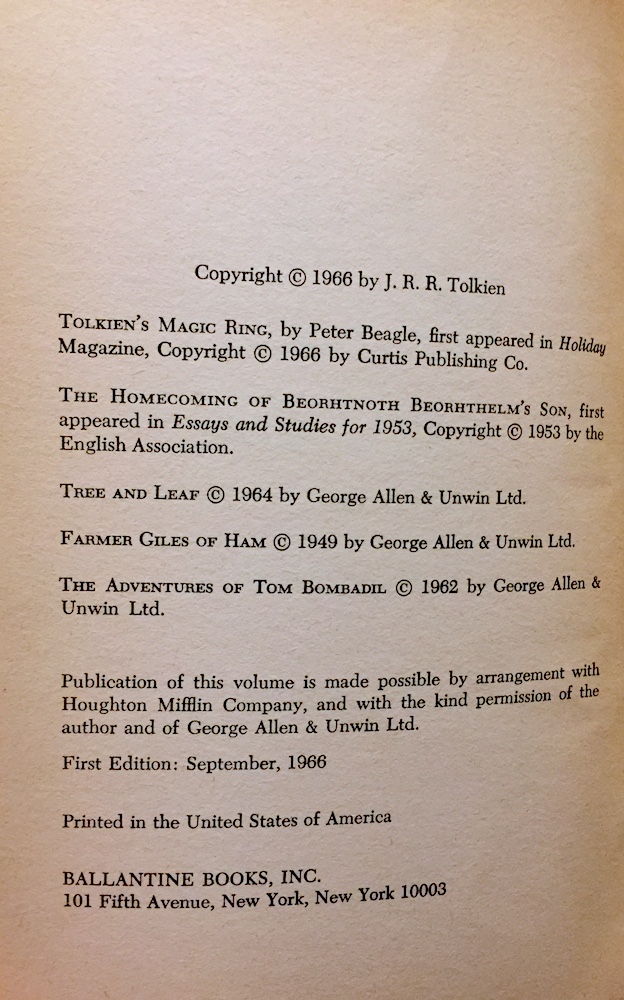 Copyright © 1966 by J. R. R. Tolkien
Tolkien's Magic Ring, by Peter Beagle, first appeared in Holiday
Magazine, Copyright © 1966 by Curtis Publishing Co.
The Homecoming of Beorhtnoth Beorhthelm's Son, first
appeared in Essays and Studies for 1953, Copyright © 1953 by the
English Association.
Tree and Leaf © 1964 by George Allen & Unwin Ltd.
Farmer Giles of Ham © 1949 by George Allen & Unwin Ltd.
The Adventures of Tom Bombadil © 1962 by George Allen &
Unwin Ltd.
Publication of this volume is made possible by arrangement with
Houghton Mifflin Company, and with the kind permission of the
author and of George Allen & Unwin Ltd.
First Edition: September, 1966
Printed in the United States of America
BALLANTINE BOOKS, INC.
101 Fifth Avenue, New York, New York 10003